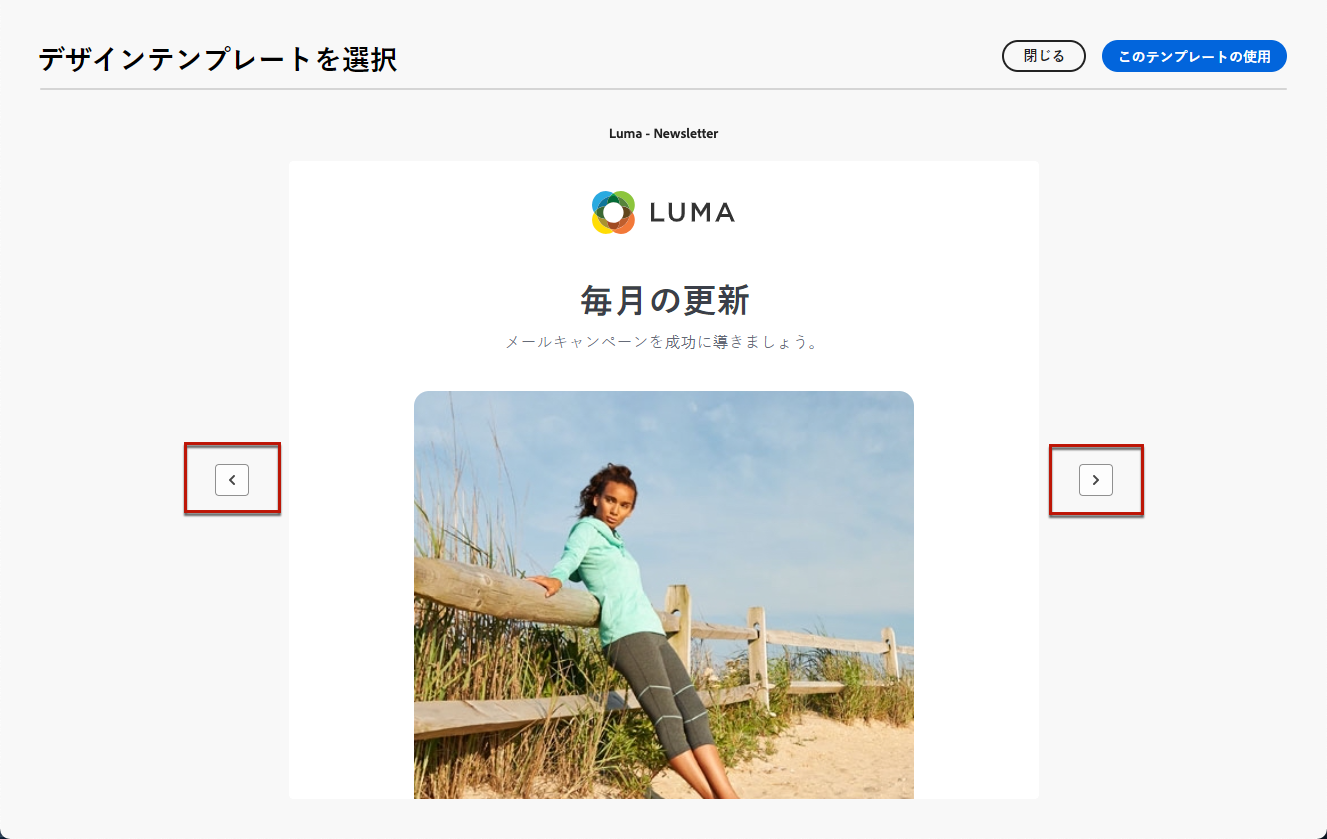 デザインテンプレートを選択
閉じる
このテンプレートの使用
Luma - Newsletter
LUMA
毎月の更新
メールキャンペーンを成功に導きましょう。